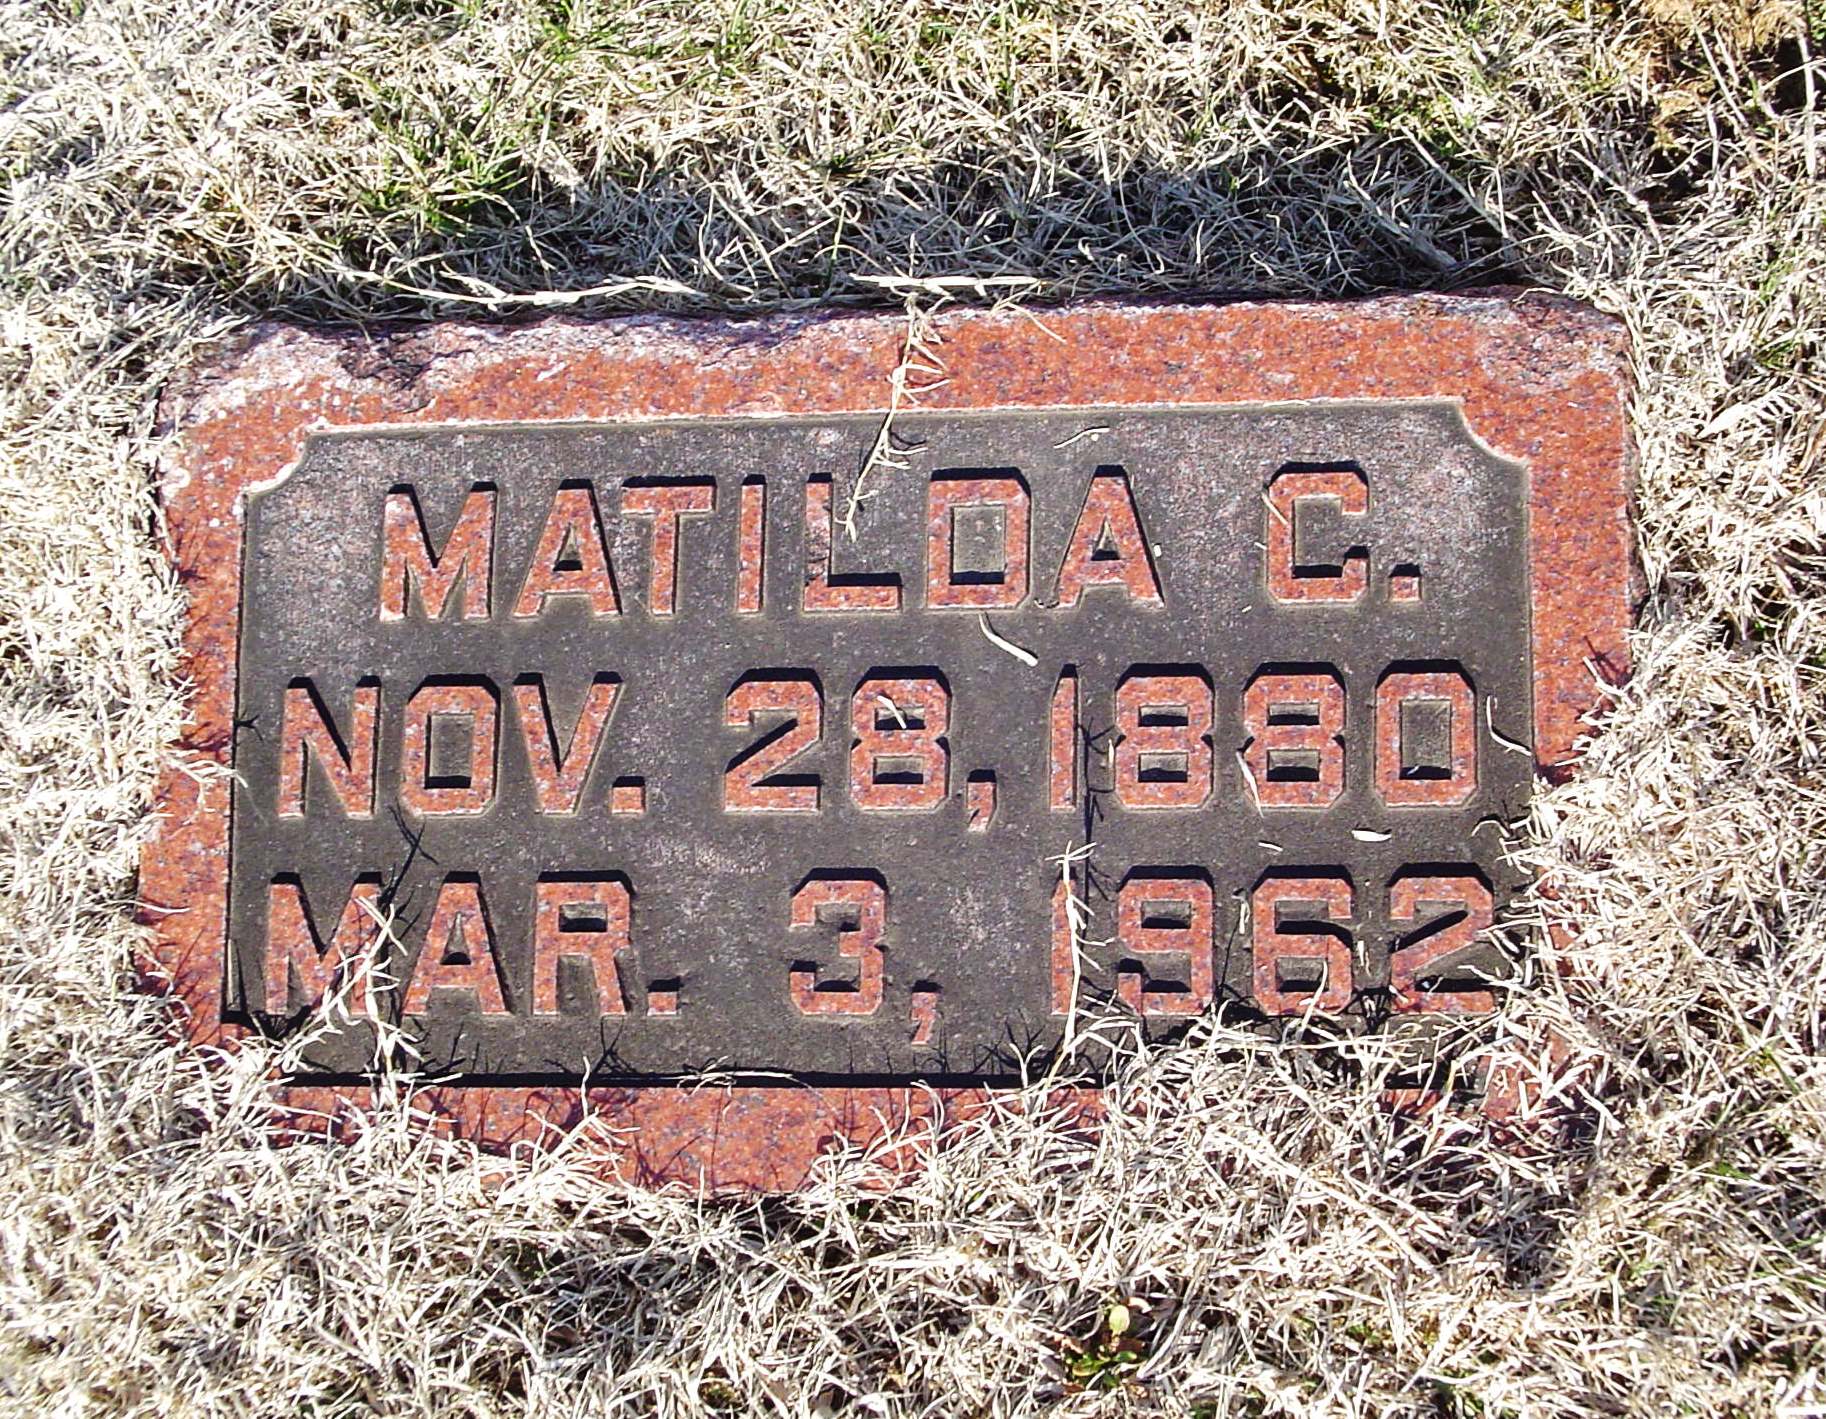 MATILDA C.
NOV. 28, 1880
MAR. 3, 1962